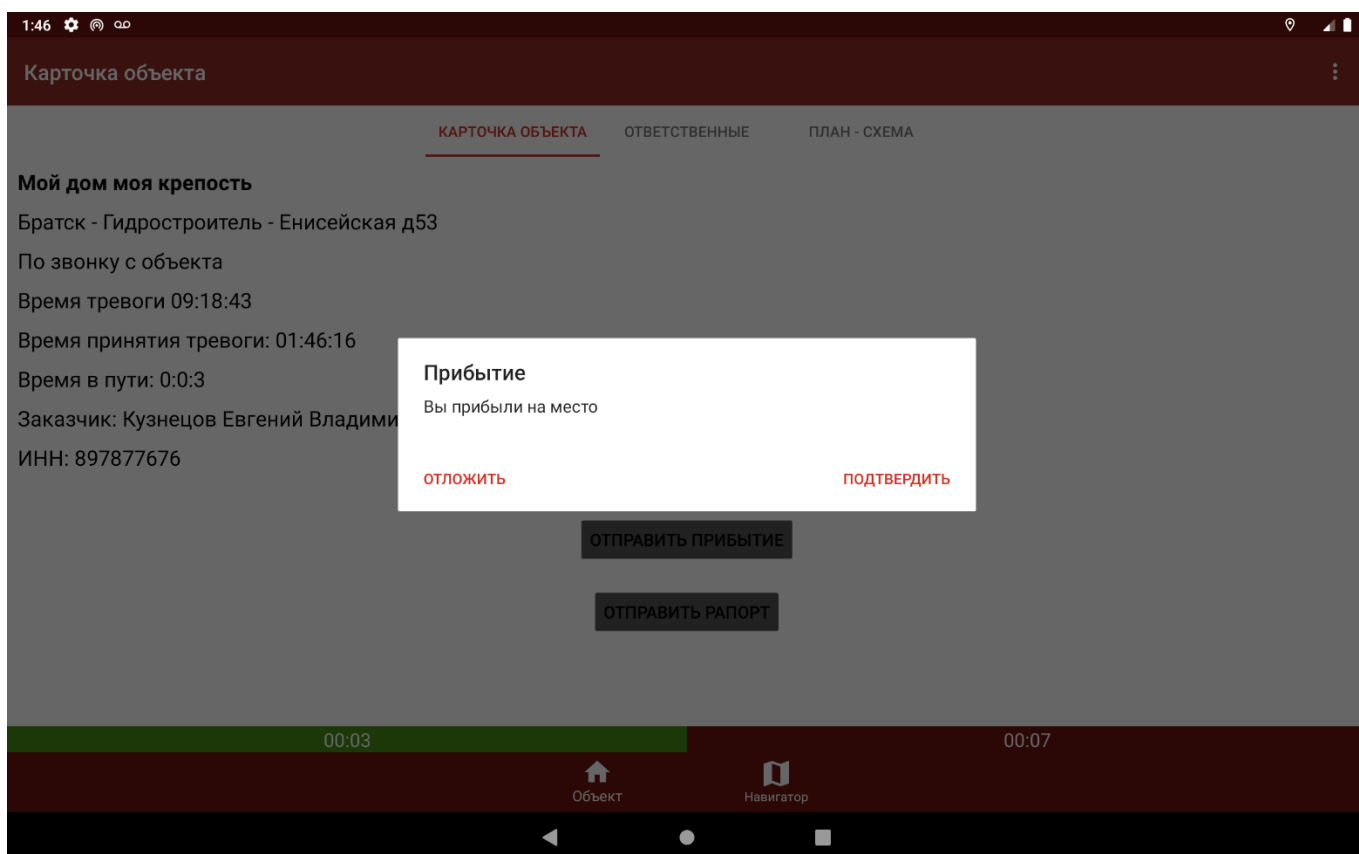 1:46
Карточка объекта
КАРТОЧКА ОБЪЕКТА ОТВЕТСТВЕННЫЕ ПЛАН - СХЕМА
Мой дом моя крепость
Братск - Гидростроитель - Енисейская д53
По звонку с объекта
Время тревоги 09:18:43
Время принятия тревоги: 01:46:16
Время в пути: 0:0:3
Заказчик: Кузнецов Евгений Владими
ИНН: 897877676
Прибытие
Вы прибыли на место
ОТЛОЖИТЬ ПОДТВЕРДИТЬ
ОТПРАВИТЬ ПРИБЫТИЕ
ОТПРАВИТЬ РАПОРТ
00:03 00:07
Объект Навигатор